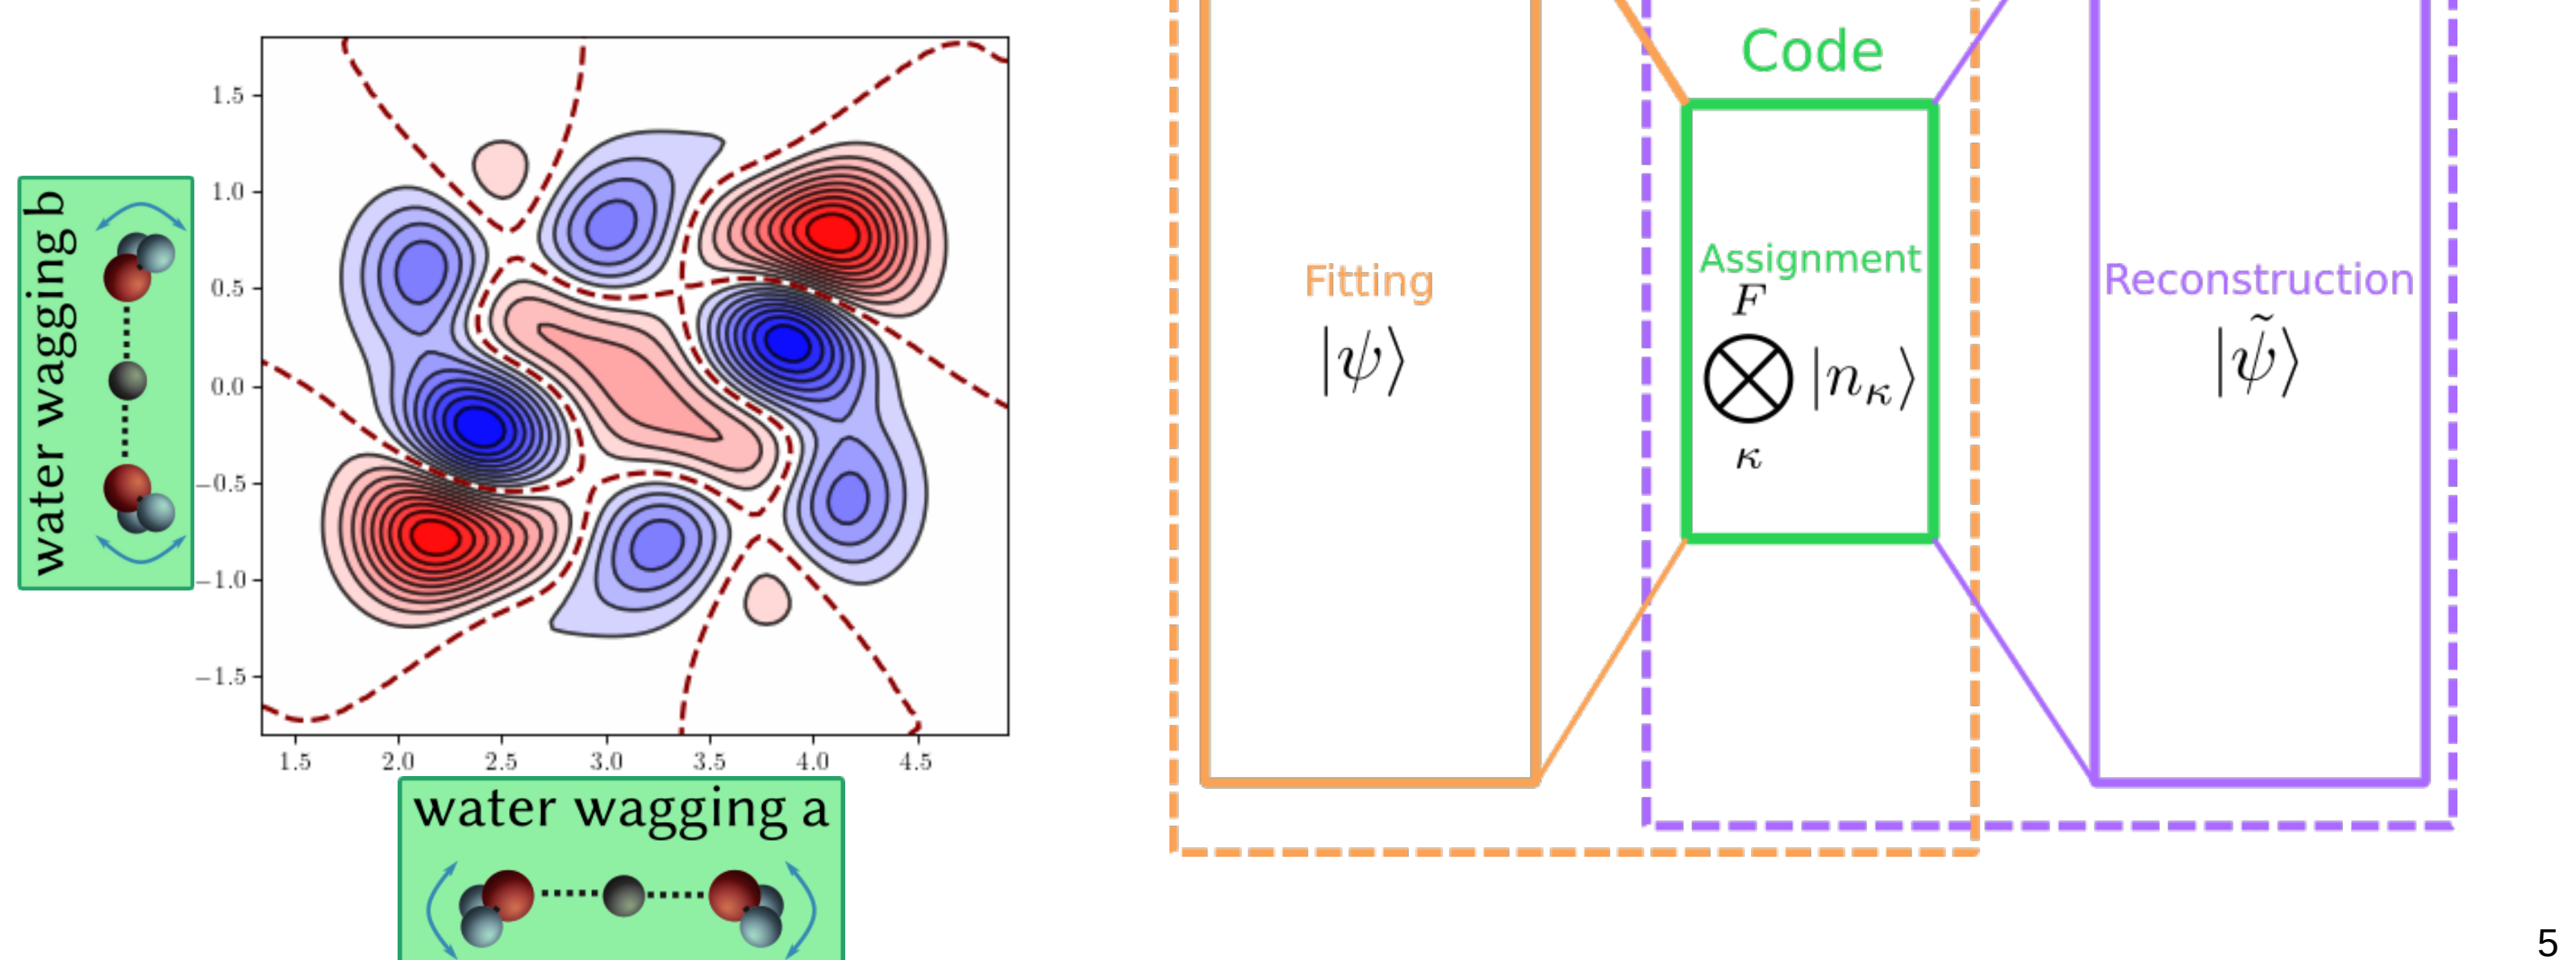 water wagging b
1.5
1.0
0.5
0.0
−0.5
−1.0
−1.5
1.5 2.0 2.5 3.0 3.5 4.0 4.5
water wagging a
Code
Fitting
|ψ⟩
Assignment
F
⊗ |nκ⟩
κ
Reconstruction
|ψ̃⟩
5